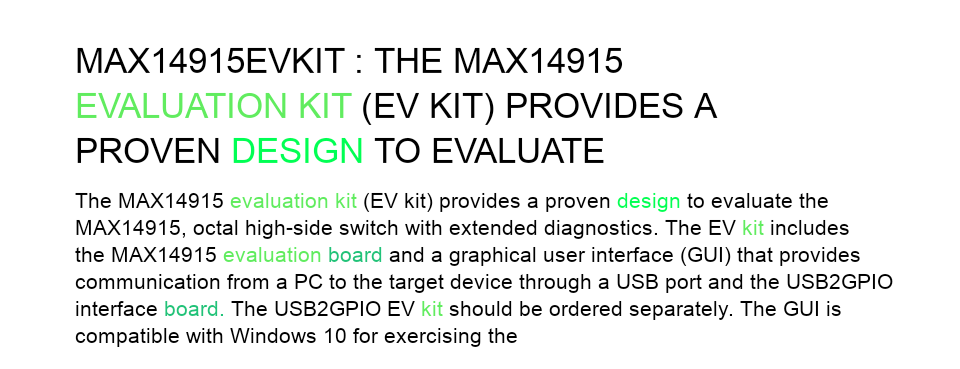 MAX14915EVKIT : THE MAX14915
EVALUATION KIT (EV KIT) PROVIDES A
PROVEN DESIGN TO EVALUATE
The MAX14915 evaluation kit (EV kit) provides a proven design to evaluate the
MAX14915, octal high-side switch with extended diagnostics. The EV kit includes
the MAX14915 evaluation board and a graphical user interface (GUI) that provides
communication from a PC to the target device through a USB port and the USB2GPIO
interface board. The USB2GPIO EV kit should be ordered separately. The GUI is
compatible with Windows 10 for exercising the